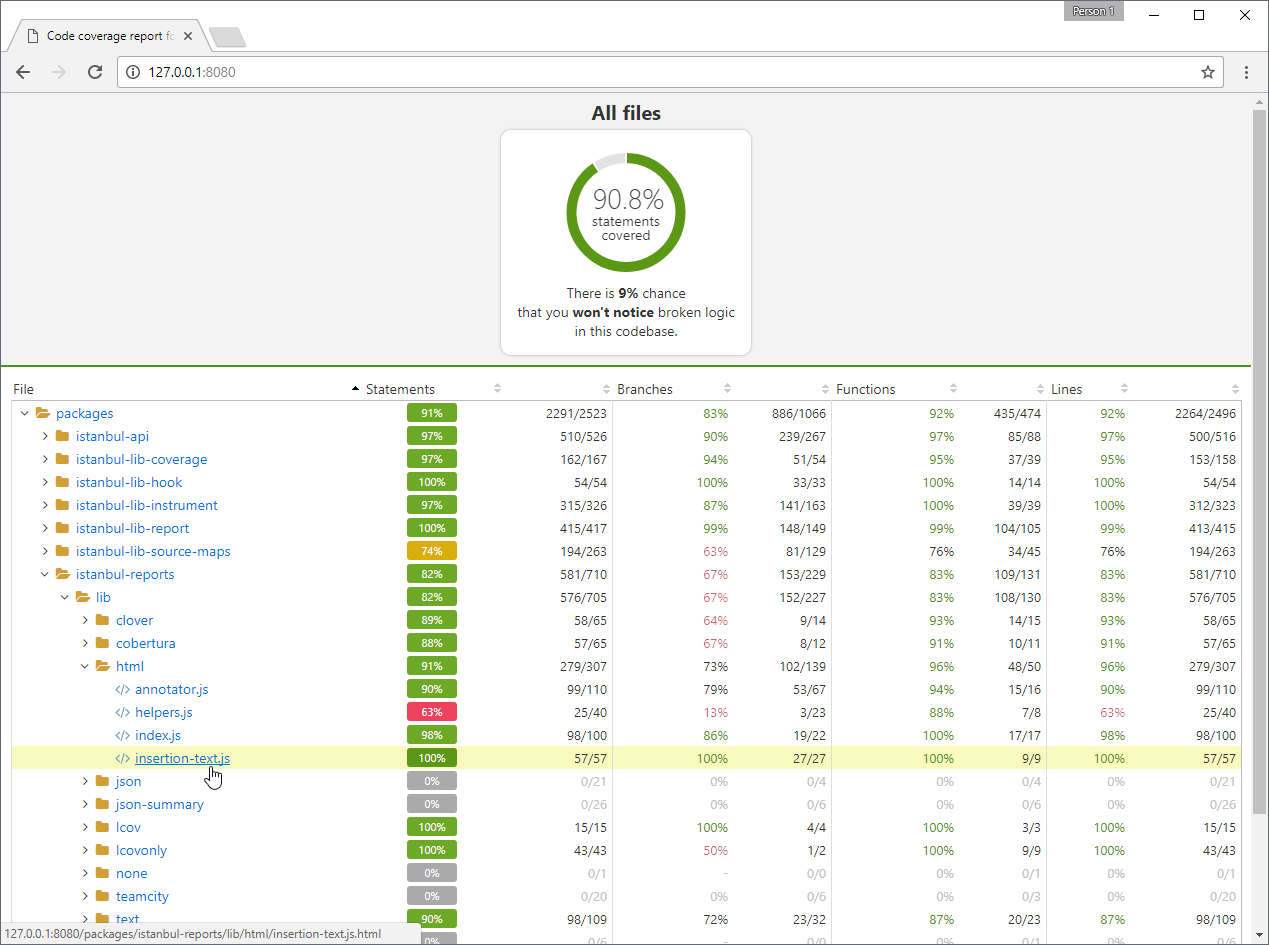 Person 1
Code coverage report fo
127.0.0.1:8080
All files
90.8%
statements
covered
There is 9% chance
that you won't notice broken logic
in this codebase.
File Statements Branches Functions Lines
packages 91% 2291/2523 83% 886/1066 92% 435/474 92% 2264/2496
istanbul-api 97% 510/526 90% 239/267 97% 85/88 97% 500/516
istanbul-lib-coverage 97% 162/167 94% 51/54 95% 37/39 95% 153/158
istanbul-lib-hook 100% 54/54 100% 33/33 100% 14/14 100% 54/54
istanbul-lib-instrument 97% 315/326 87% 141/163 100% 39/39 100% 312/323
istanbul-lib-report 100% 415/417 99% 148/149 99% 104/105 99% 413/415
istanbul-lib-source-maps 74% 194/263 63% 81/129 76% 34/45 76% 194/263
istanbul-reports 82% 581/710 67% 153/229 83% 109/131 83% 581/710
lib 82% 576/705 67% 152/227 83% 108/130 83% 576/705
clover 89% 58/65 64% 9/14 93% 14/15 93% 58/65
cobertura 88% 57/65 67% 8/12 91% 10/11 91% 57/65
html 91% 279/307 73% 102/139 96% 48/50 96% 279/307
</> annotator.js 90% 99/110 79% 53/67 94% 15/16 90% 99/110
</> helpers.js 63% 25/40 13% 3/23 88% 7/8 63% 25/40
</> index.js 98% 98/100 86% 19/22 100% 17/17 98% 98/100
</> insertion-text.js 100% 57/57 100% 27/27 100% 9/9 100% 57/57
json 0% 0/21 0% 0/4 0% 0/4 0% 0/21
json-summary 0% 0/26 0% 0/6 0% 0/6 0% 0/26
lcov 100% 15/15 100% 4/4 100% 3/3 100% 15/15
lcovonly 100% 43/43 50% 1/2 100% 9/9 100% 43/43
none 0% 0/1 - 0/0 0% 0/1 0% 0/1
teamcity 0% 0/20 0% 0/6 0% 0/3 0% 0/20
text 90% 98/109 72% 23/32 87% 20/23 87% 98/109
0% 0/6 0% 0/0 0% 0/1 0% 0/6
127.0.0.1:8080/packages/istanbul-reports/lib/html/insertion-text.js.html